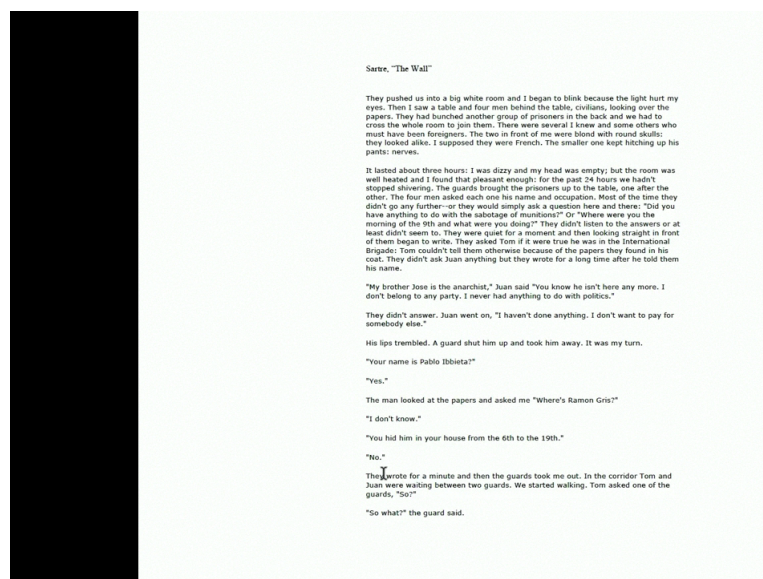 Sartre, "The Wall"
They pushed us into a big white room and I began to blink because the light hurt my
eyes. Then I saw a table and four men behind the table, civilians, looking over the
papers. They had bunched another group of prisoners in the back and we had to
cross the whole room to join them. There were several I knew and some others who
must have been foreigners. The two in front of me were blond with round skulls:
they looked alike. I supposed they were French. The smaller one kept hitching up his
pants: nerves.
It lasted about three hours: I was dizzy and my head was empty; but the room was
well heated and I found that pleasant enough: for the past 24 hours we hadn't
stopped shivering. The guards brought the prisoners up to the table, one after the
other. The four men asked each one his name and occupation. Most of the time they
didn't go any further--or they would simply ask a question here and there: "Did you
have anything to do with the sabotage of munitions?" Or "Where were you the
morning of the 9th and what were you doing?" They didn't listen to the answers or at
least didn't seem to. They were quiet for a moment and then looking straight in front
of them began to write. They asked Tom if it were true he was in the International
Brigade: Tom couldn't tell them otherwise because of the papers they found in his
coat. They didn't ask Juan anything but they wrote for a long time after he told them
his name.
"My brother Jose is the anarchist," Juan said "You know he isn't here any more. I
don't belong to any party. I never had anything to do with politics."
They didn't answer. Juan went on, "I haven't done anything. I don't want to pay for
somebody else."
His lips trembled. A guard shut him up and took him away. It was my turn.
"Your name is Pablo Ibbieta?"
"Yes."
The man looked at the papers and asked me "Where's Ramon Gris?"
"I don't know."
"You hid him in your house from the 6th to the 19th."
"No."
They wrote for a minute and then the guards took me out. In the corridor Tom and
Juan were waiting between two guards. We started walking. Tom asked one of the
guards, "So?"
"So what?" the guard said.